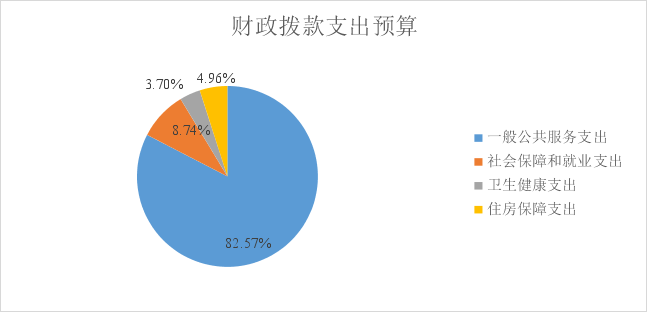 财政拨款支出预算
4.96%
3.70%
8.74%
82.57%
一般公共服务支出
社会保障和就业支出
卫生健康支出
住房保障支出